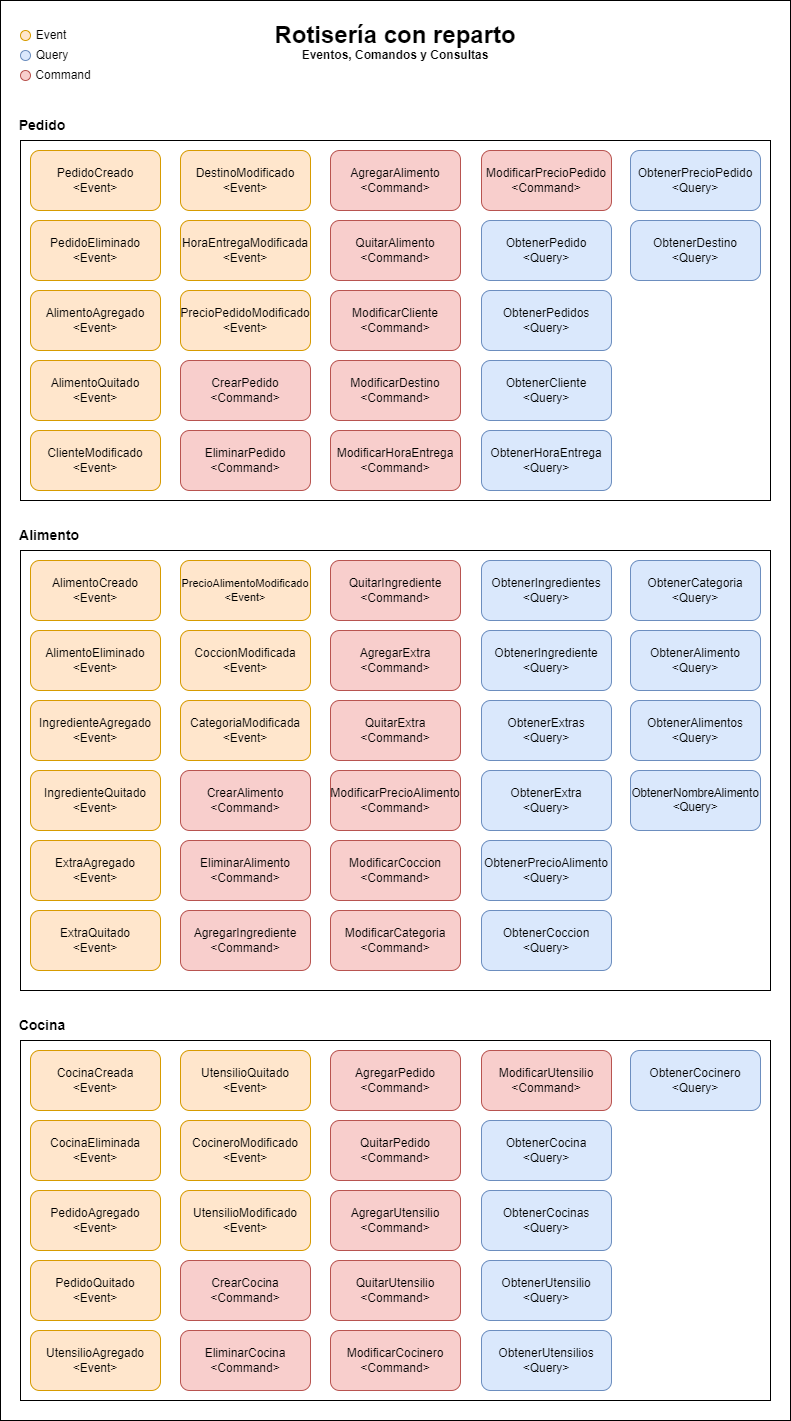 Rotisería con reparto
Eventos, Comandos y Consultas
Event
Query
Command
Pedido
PedidoCreado
<Event>
PedidoEliminado
<Event>
AlimentoAgregado
<Event>
AlimentoQuitado
<Event>
ClienteModificado
<Event>
DestinoModificado
<Event>
HoraEntregaModificada
<Event>
PrecioPedidoModificado
<Event>
CrearPedido
<Command>
EliminarPedido
<Command>
AgregarAlimento
<Command>
QuitarAlimento
<Command>
ModificarCliente
<Command>
ModificarDestino
<Command>
ModificarHoraEntrega
<Command>
ModificarPrecioPedido
<Command>
ObtenerPedido
<Query>
ObtenerPedidos
<Query>
ObtenerCliente
<Query>
ObtenerHoraEntrega
<Query>
ObtenerPrecioPedido
<Query>
ObtenerDestino
<Query>
Alimento
AlimentoCreado
<Event>
AlimentoEliminado
<Event>
IngredienteAgregado
<Event>
IngredienteQuitado
<Event>
ExtraAgregado
<Event>
ExtraQuitado
<Event>
PrecioAlimentoModificado
<Event>
CoccionModificada
<Event>
CategoriaModificada
<Event>
CrearAlimento
<Command>
EliminarAlimento
<Command>
AgregarIngrediente
<Command>
QuitarIngrediente
<Command>
AgregarExtra
<Command>
QuitarExtra
<Command>
ModificarPrecioAlimento
<Command>
ModificarCoccion
<Command>
ModificarCategoria
<Command>
ObtenerIngredientes
<Query>
ObtenerIngrediente
<Query>
ObtenerExtras
<Query>
ObtenerExtra
<Query>
ObtenerPrecioAlimento
<Query>
ObtenerCoccion
<Query>
ObtenerCategoria
<Query>
ObtenerAlimento
<Query>
ObtenerAlimentos
<Query>
ObtenerNombreAlimento
<Query>
Cocina
CocinaCreada
<Event>
CocinaEliminada
<Event>
PedidoAgregado
<Event>
PedidoQuitado
<Event>
UtensilioAgregado
<Event>
UtensilioQuitado
<Event>
CocineroModificado
<Event>
UtensilioModificado
<Event>
CrearCocina
<Command>
EliminarCocina
<Command>
AgregarPedido
<Command>
QuitarPedido
<Command>
AgregarUtensilio
<Command>
QuitarUtensilio
<Command>
ModificarCocinero
<Command>
ModificarUtensilio
<Command>
ObtenerCocina
<Query>
ObtenerCocinas
<Query>
ObtenerUtensilio
<Query>
ObtenerUtensilios
<Query>
ObtenerCocinero
<Query>